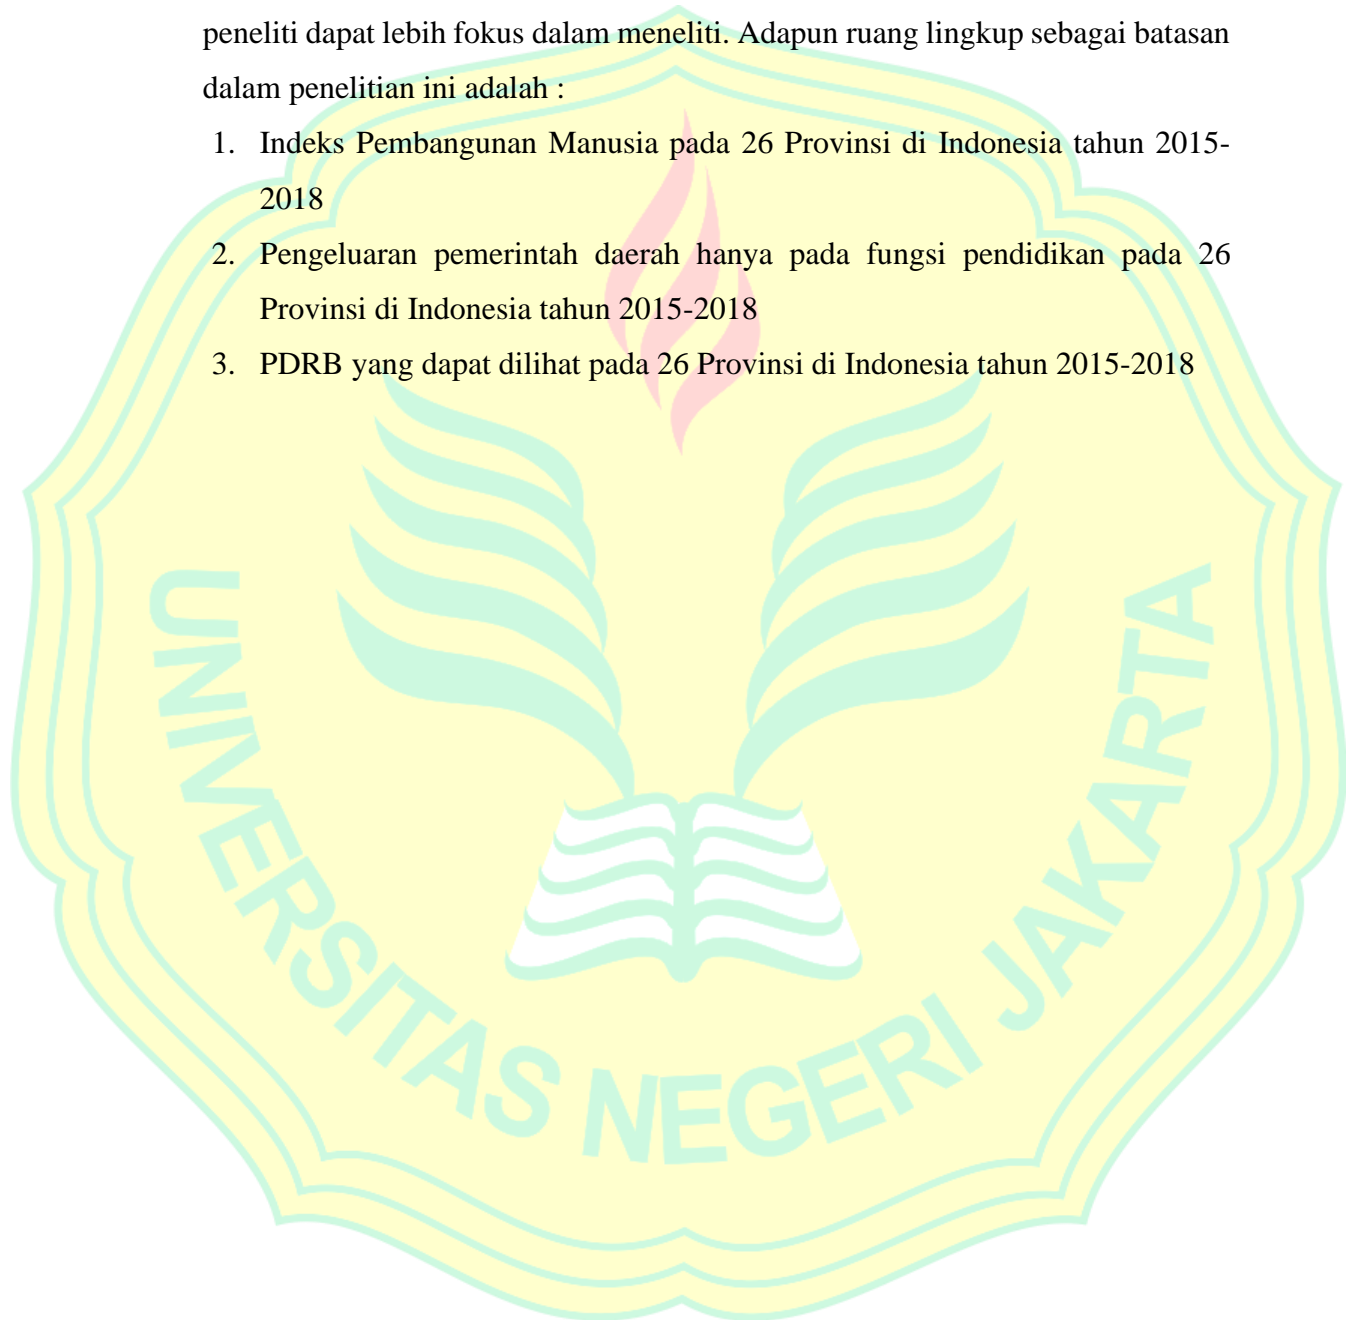 peneliti dapat lebih fokus dalam meneliti. Adapun ruang lingkup sebagai batasan
dalam penelitian ini adalah :
1. Indeks Pembangunan Manusia pada 26 Provinsi di Indonesia tahun 2015-
2018
2. Pengeluaran pemerintah daerah hanya pada fungsi pendidikan pada 26
Provinsi di Indonesia tahun 2015-2018
3. PDRB yang dapat dilihat pada 26 Provinsi di Indonesia tahun 2015-2018
UNIVERSITAS NEGERI JAKARTA